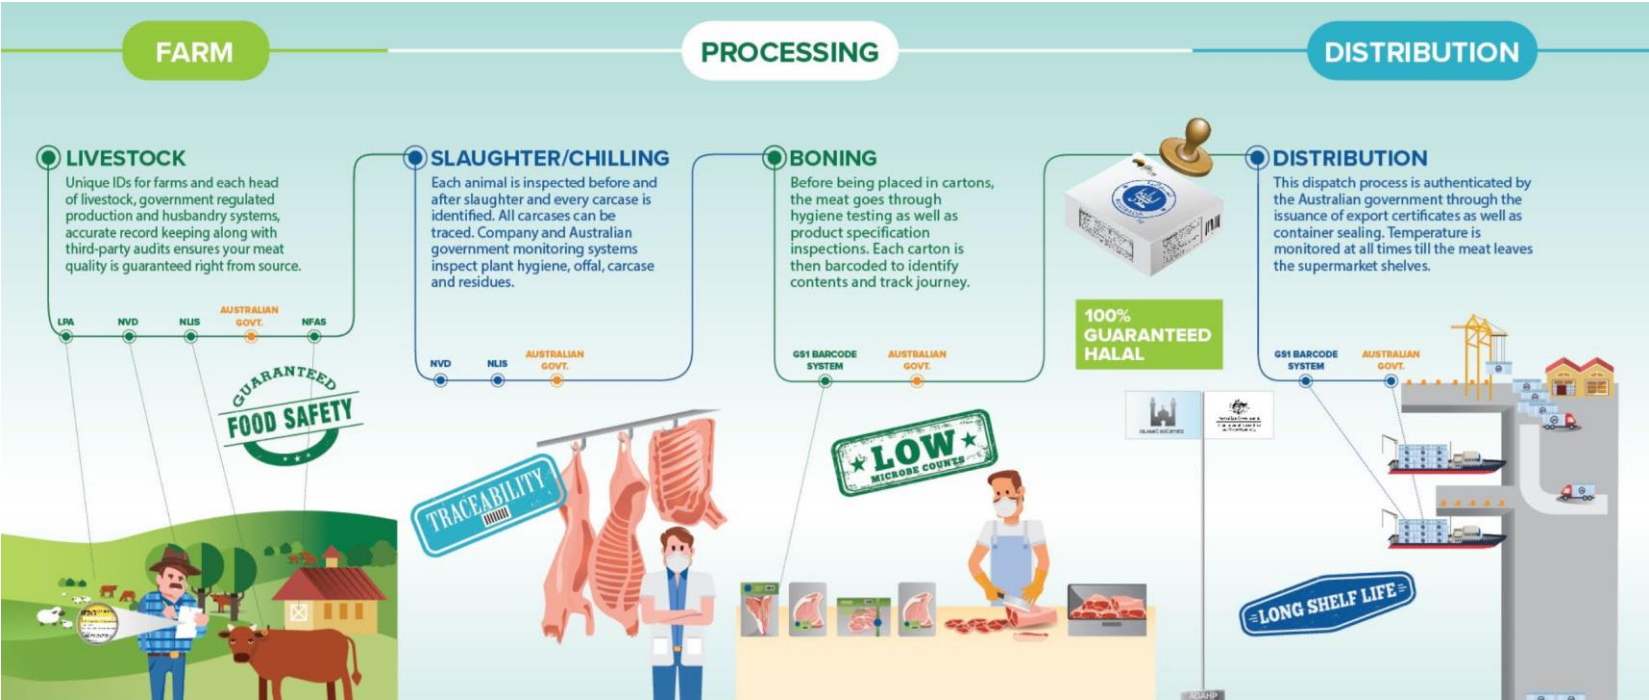 FARM
PROCESSING
DISTRIBUTION
LIVESTOCK
Unique IDs for farms and each head
of livestock, government regulated
production and husbandry systems,
accurate record keeping along with
third-party audits ensures your meat
quality is guaranteed right from source.
LPA
NVD
NLIS
AUSTRALIAN
GOVT.
NFAS
GUARANTEED
FOOD SAFETY
SLAUGHTER/CHILLING
Each animal is inspected before and
after slaughter and every carcase is
identified. All carcases can be
traced. Company and Australian
government monitoring systems
inspect plant hygiene, offal, carcase
and residues.
NVD
NLIS
AUSTRALIAN
GOVT.
TRACEABILITY
BONING
Before being placed in cartons,
the meat goes through
hygiene testing as well as
product specification
inspections. Each carton is
then barcoded to identify
contents and track journey.
GS1 BARCODE
SYSTEM
AUSTRALIAN
GOVT.
LOW
MICROBE COUNTS
AUSTRALIA
100%
GUARANTEED
HALAL
ISLAMIC SOCIETIES
AGAHP
DISTRIBUTION
This dispatch process is authenticated by
the Australian government through the
issuance of export certificates as well as
container sealing. Temperature is
monitored at all times till the meat leaves
the supermarket shelves.
GS1 BARCODE
SYSTEM
AUSTRALIAN
GOVT.
LONG SHELF LIFE